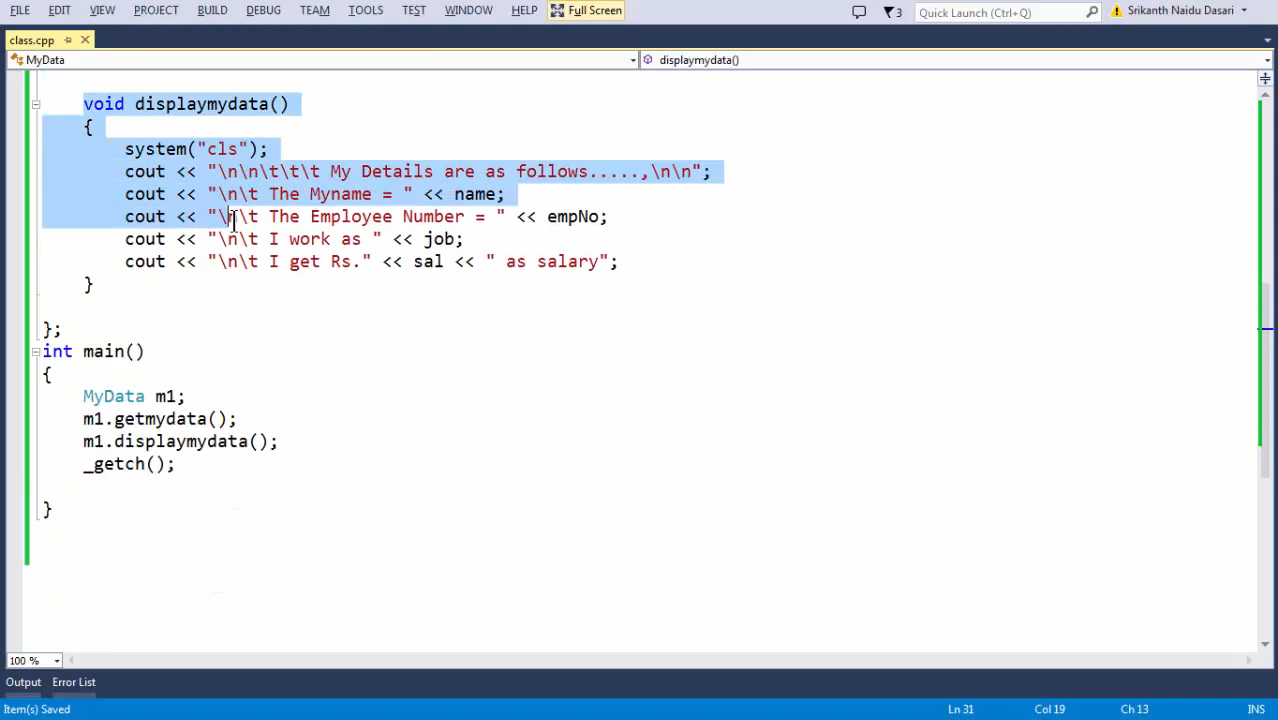 FILE EDIT VIEW PROJECT BUILD DEBUG TEAM TOOLS TEST WINDOW HELP Full Screen 3 Quick Launch (Ctrl+Q) Srikanth Naidu Dasari
class.cpp
MyData displaymydata()
void displaymydata()
{
system("cls");
cout << "\n\n\t\t\t My Details are as follows.....,\n\n";
cout << "\n\t The Myname = " << name;
cout << "\n\t The Employee Number = " << empNo;
cout << "\n\t I work as " << job;
cout << "\n\t I get Rs." << sal << " as salary";
}
};
int main()
{
MyData m1;
m1.getmydata();
m1.displaymydata();
_getch();
}
100 %
Output Error List
Item(s) Saved Ln 31 Col 19 Ch 13 INS